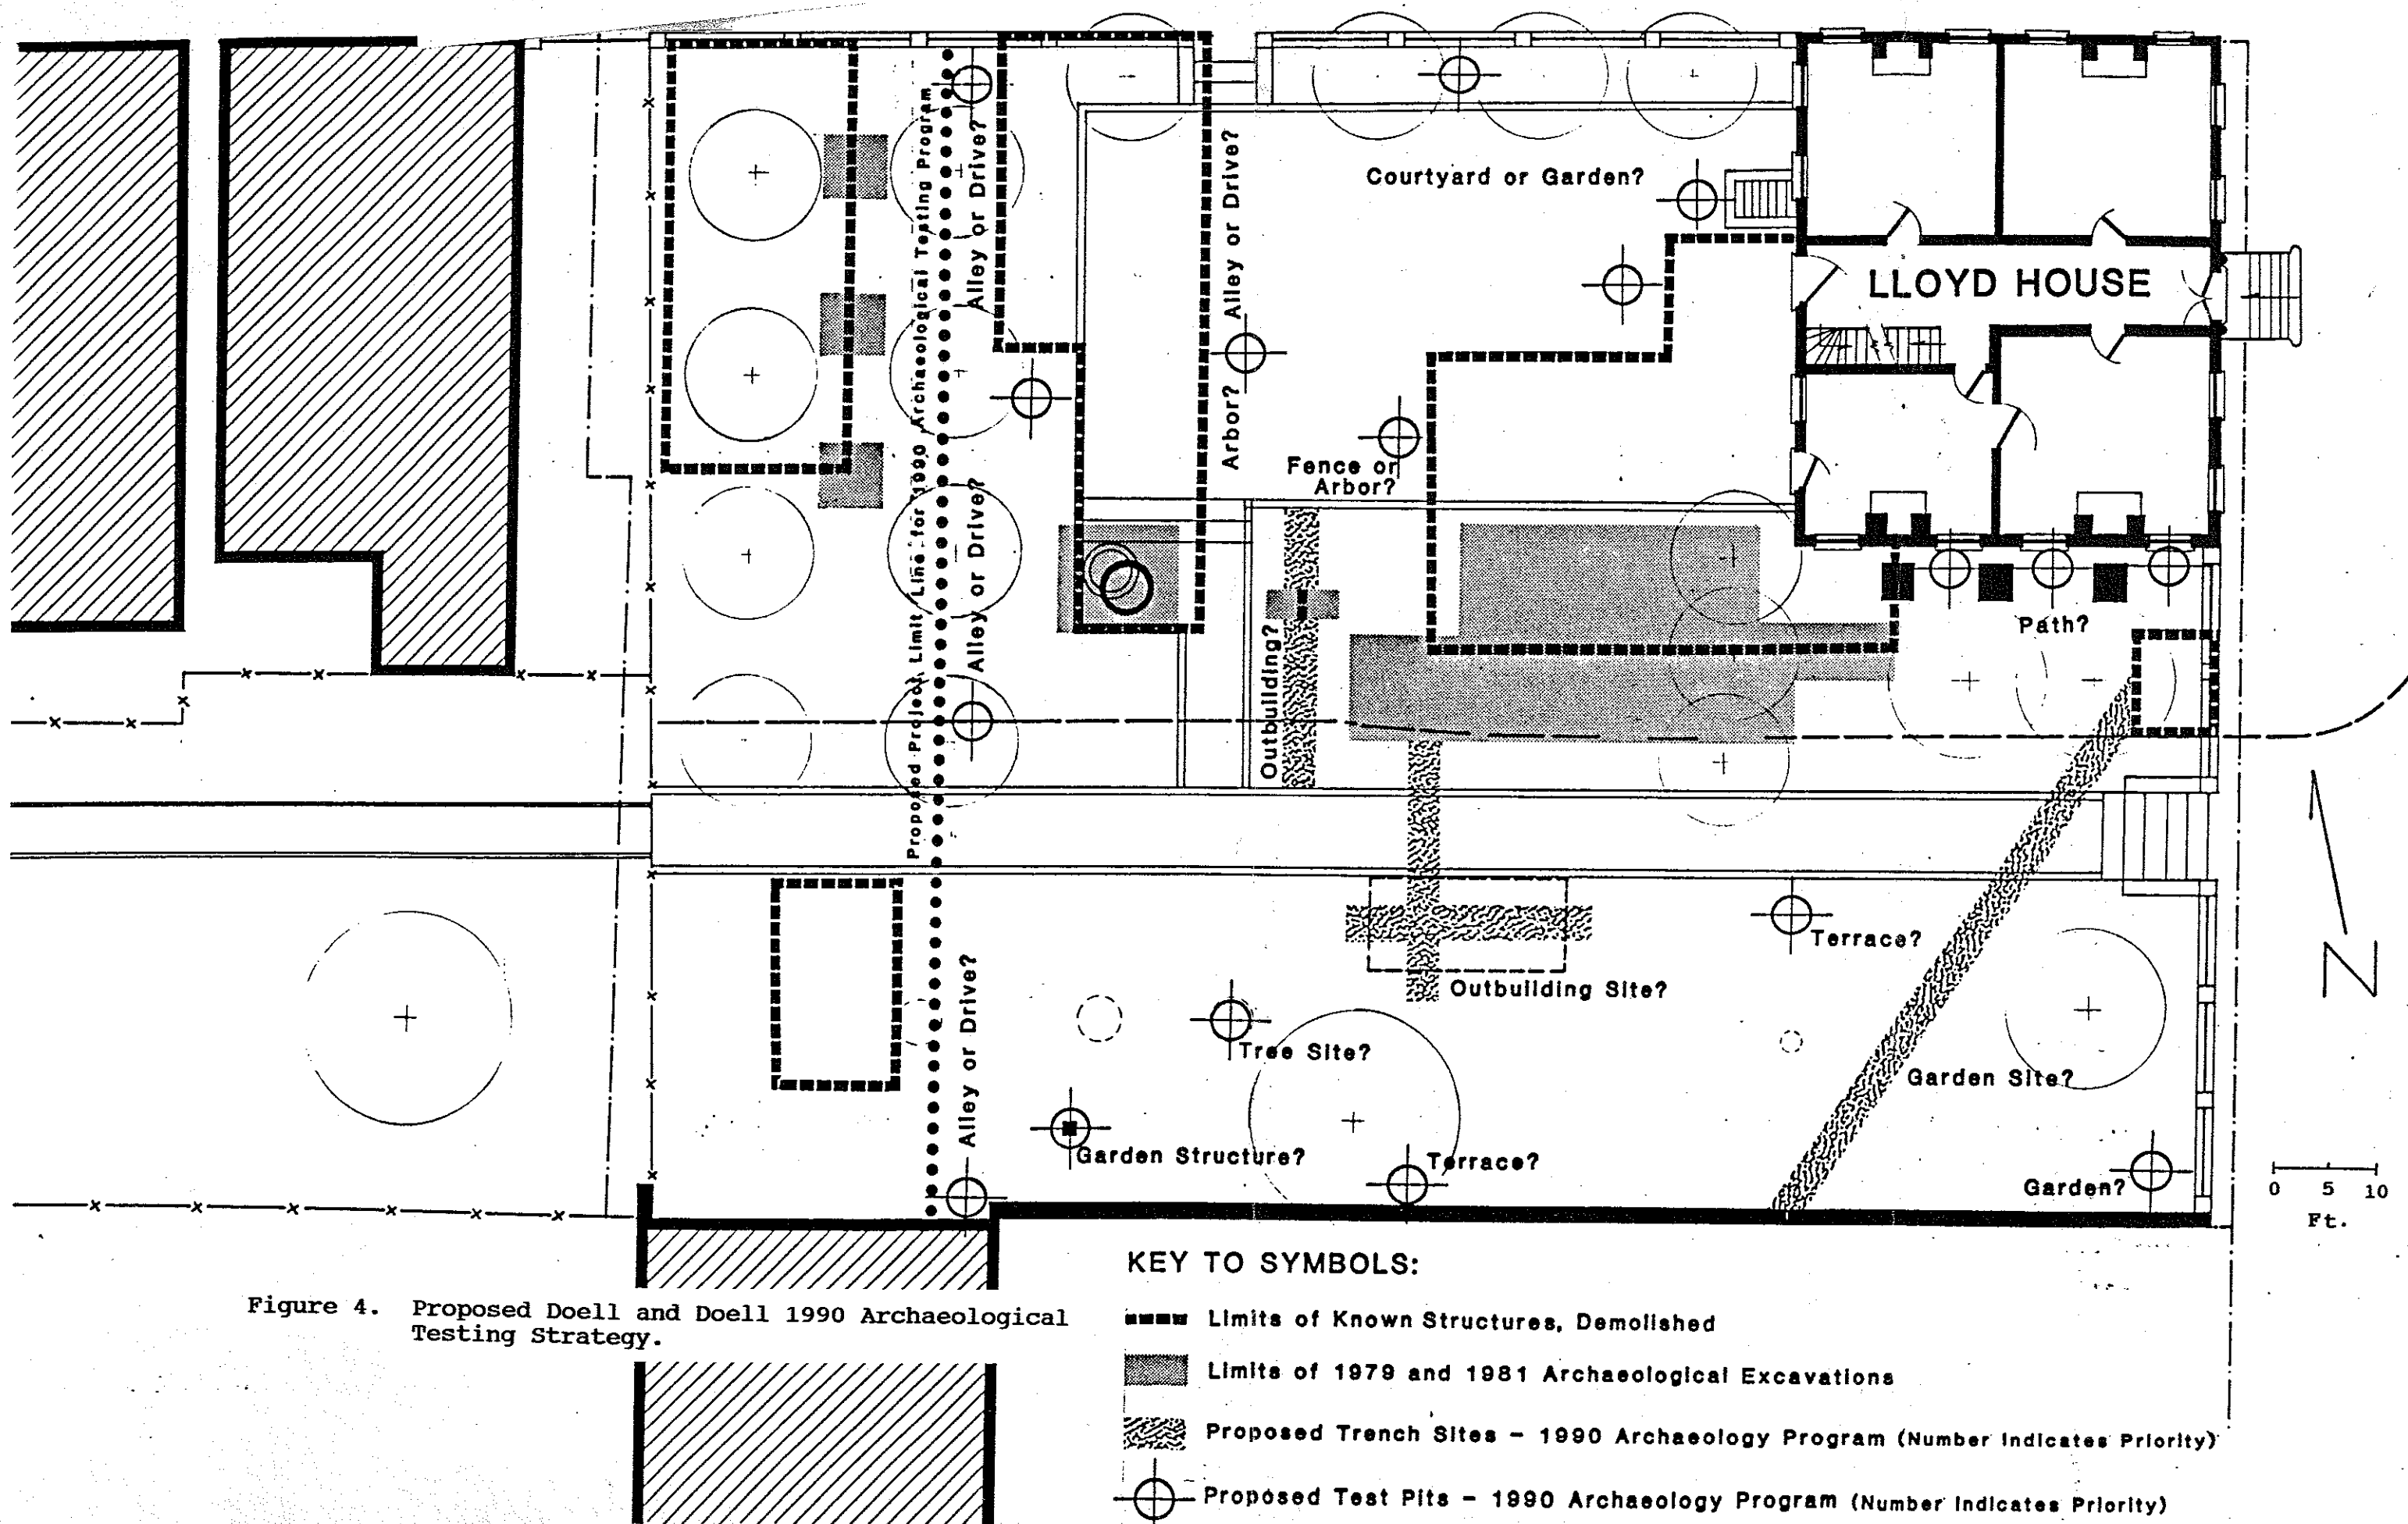 Proposed Project Limit Line for 1990 Archaeological Testing Program
Alley or Drive?
Alley or Drive?
Courtyard or Garden?
LLOYD HOUSE
Arbor?
Fence or
Arbor?
Alley or Drive?
Outbuilding?
Path?
Terrace?
Outbuilding Site?
Alley or Drive?
Tree Site?
Garden Site?
Garden Structure?
Terrace?
Garden?
N
0 5 10
Ft.
KEY TO SYMBOLS:
Figure 4. Proposed Doell and Doell 1990 Archaeological
Testing Strategy.
Limits of Known Structures, Demolished
Limits of 1979 and 1981 Archaeological Excavations
Proposed Trench Sites - 1990 Archaeology Program (Number Indicates Priority)
Proposed Test Pits - 1990 Archaeology Program (Number Indicates Priority)